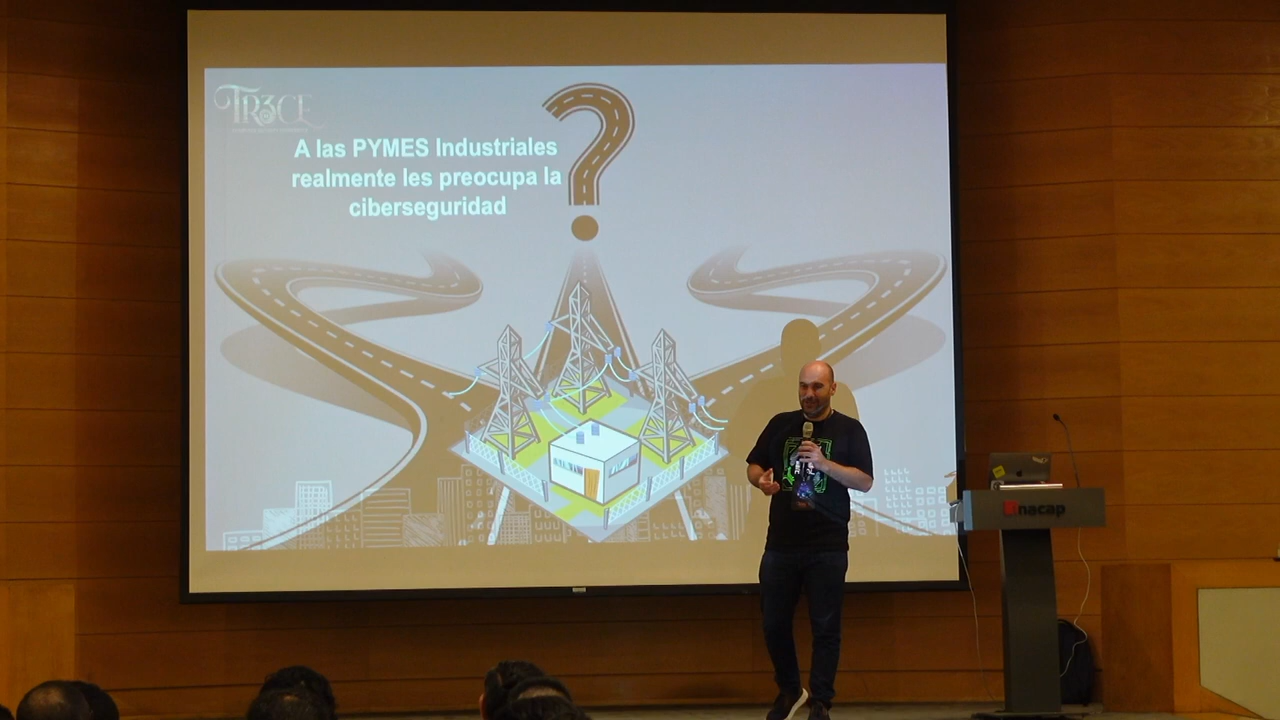 TR3CE
A las PYMES Industriales
realmente les preocupa la
ciberseguridad
?
inacap